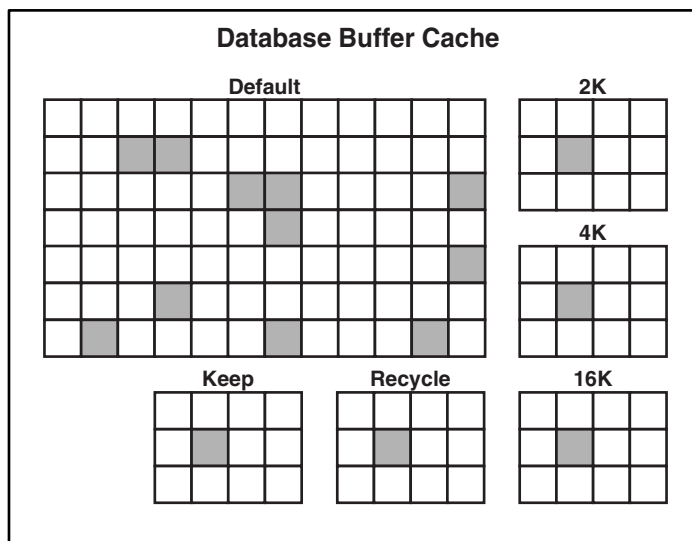 Database Buffer Cache
Default
2K
4K
Keep
Recycle
16K